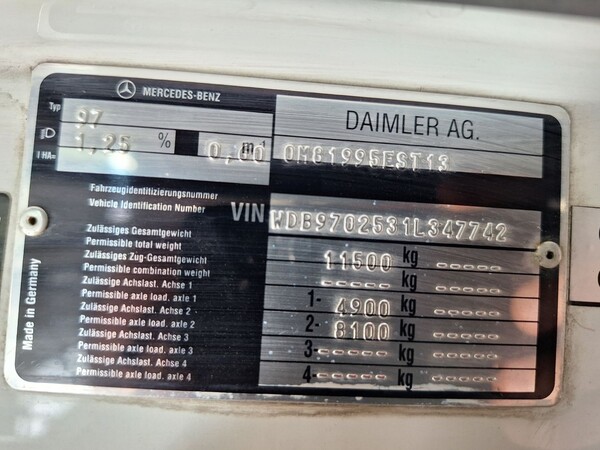 MERCEDES-BENZ
Typ 97 DAIMLER AG.
1,25 % 0,00 m-1 0MG1995EST13
I HA=
Fahrzeugidentifizierungsnummer
Vehicle Identification Number VIN WDB9702531L347742
Zulässiges Gesamtgewicht
Permissible total weight 11500 kg -----
Zulässiges Zug-Gesamtgewicht
Permissible combination weight ----- kg -----
Zulässige Achslast. Achse 1
Permissible axle load. axle 1 1- 4900 kg -----
Zulässige Achslast. Achse 2
Permissible axle load. axle 2 2- 8100 kg -----
Zulässige Achslast. Achse 3
Permissible axle load. axle 3 3- ----- kg -----
Zulässige Achslast. Achse 4
Permissible axle load. axle 4 4- ----- kg -----
Made in Germany